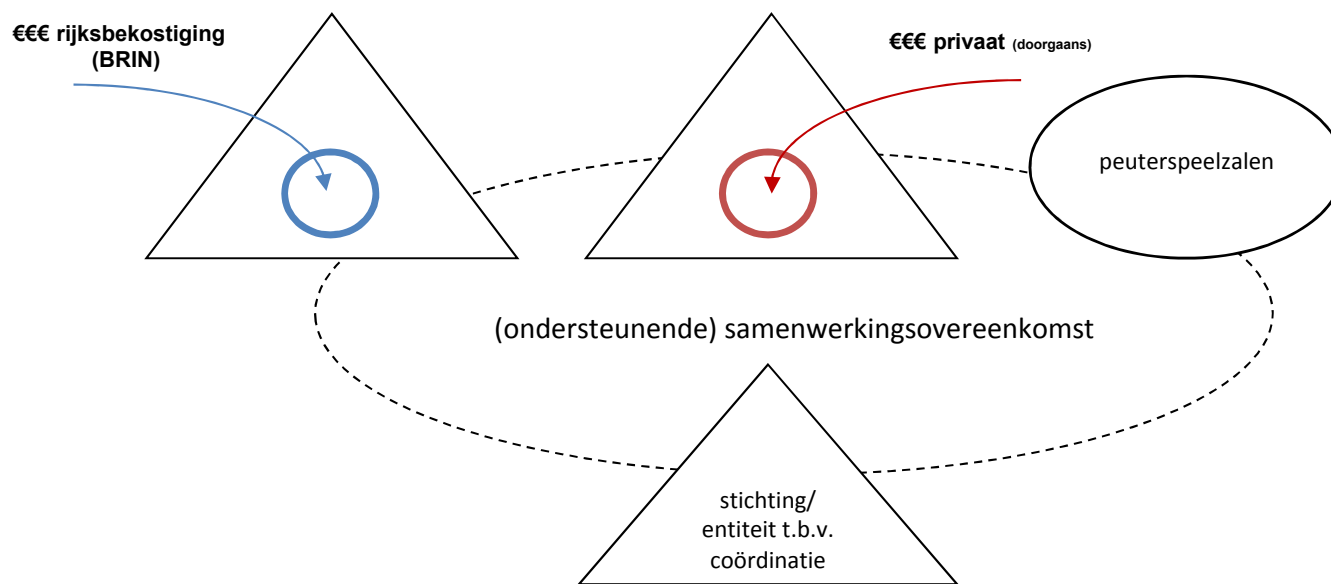 €€€ rijksbekostiging
(BRIN)
€€€ privaat (doorgaans)
peuterspeelzalen
(ondersteunende) samenwerkingsovereenkomst
stichting/
entiteit t.b.v.
coördinatie